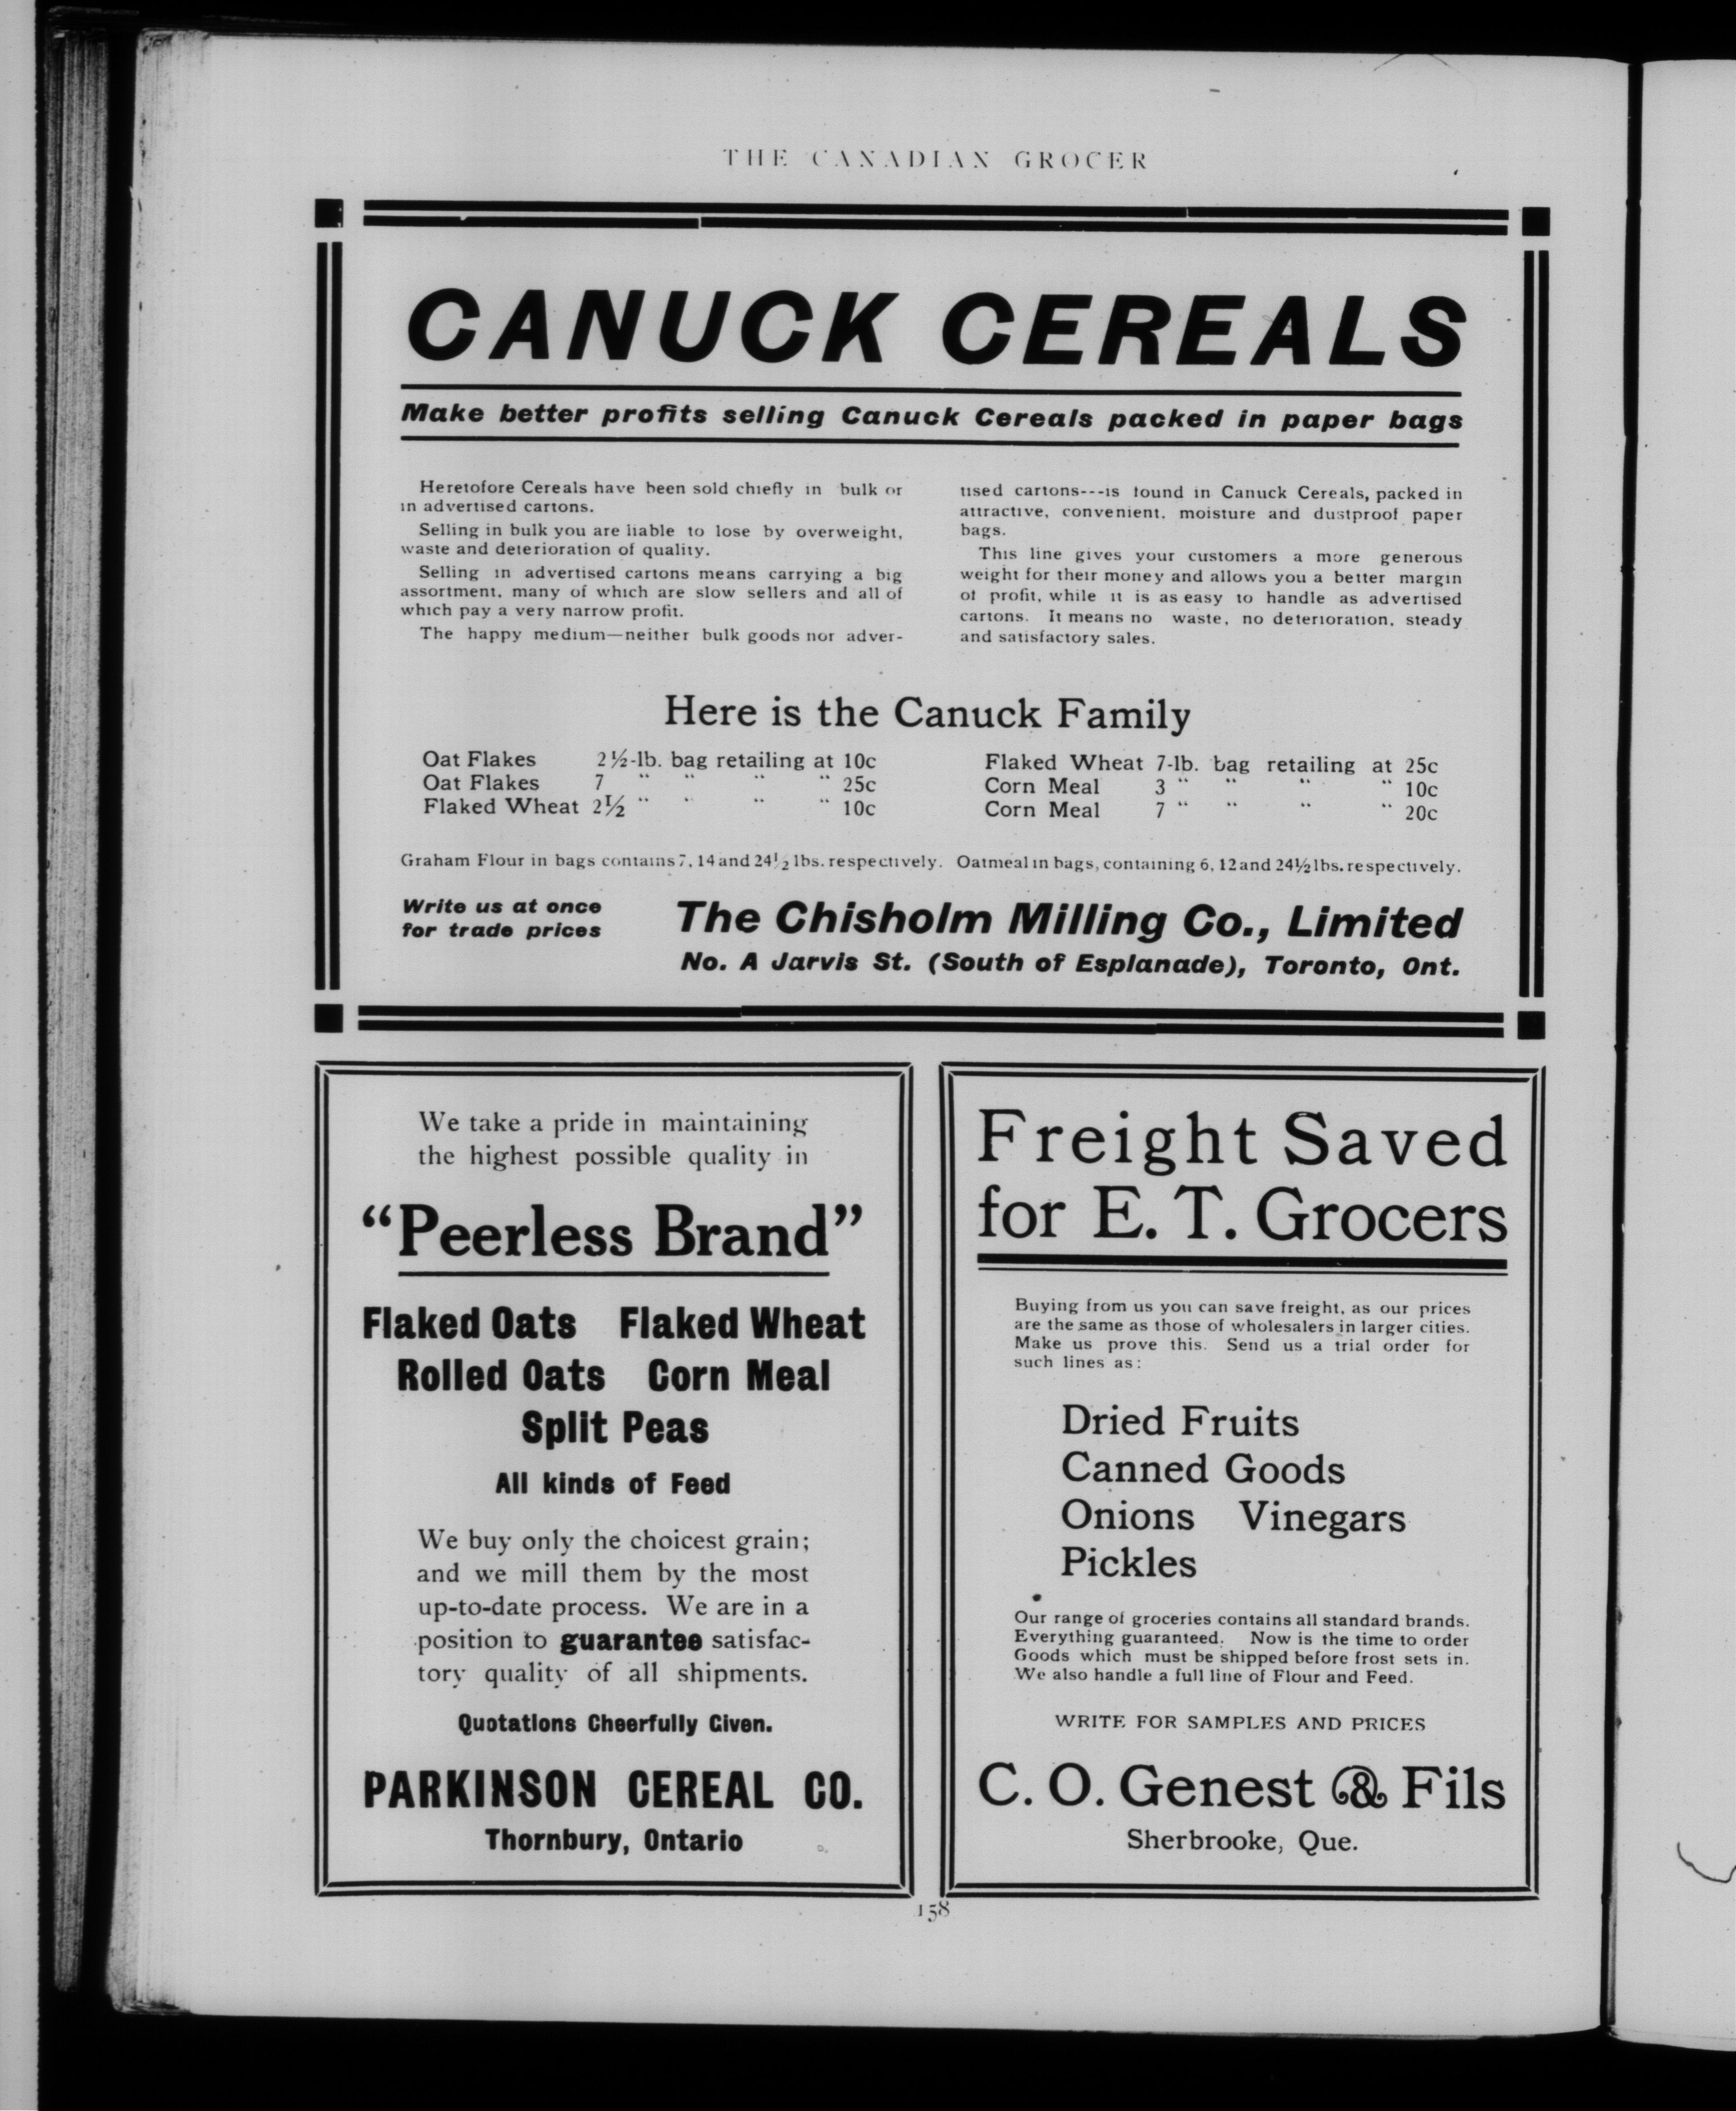 THE CANADIAN GROCER
CANUCK CEREALS
Make better profits selling Canuck Cereals packed in paper bags
Heretofore Cereals have been sold chiefly in bulk or
in advertised cartons.
Selling in bulk you are liable to lose by overweight,
waste and deterioration of quality.
Selling in advertised cartons means carrying a big
assortment, many of which are slow sellers and all of
which pay a very narrow profit.
The happy medium—neither bulk goods nor adver-
tised cartons---is found in Canuck Cereals, packed in
attractive, convenient, moisture and dustproof paper
bags.
This line gives your customers a more generous
weight for their money and allows you a better margin
of profit, while it is as easy to handle as advertised
cartons. It means no waste, no deterioration, steady
and satisfactory sales.
Here is the Canuck Family
Oat Flakes 2½-lb. bag retailing at 10c
Oat Flakes 7 " " " " 25c
Flaked Wheat 2½ " " " " 10c
Flaked Wheat 7-lb. bag retailing at 25c
Corn Meal 3 " " " " 10c
Corn Meal 7 " " " " 20c
Graham Flour in bags contains 7, 14 and 24½ lbs. respectively. Oatmeal in bags, containing 6, 12 and 24½ lbs. respectively.
Write us at once
for trade prices
The Chisholm Milling Co., Limited
No. A Jarvis St. (South of Esplanade), Toronto, Ont.
We take a pride in maintaining
the highest possible quality in
"Peerless Brand"
Flaked Oats Flaked Wheat
Rolled Oats Corn Meal
Split Peas
All kinds of Feed
We buy only the choicest grain;
and we mill them by the most
up-to-date process. We are in a
position to guarantee satisfac-
tory quality of all shipments.
Quotations Cheerfully Given.
PARKINSON CEREAL CO.
Thornbury, Ontario
Freight Saved
for E. T. Grocers
Buying from us you can save freight, as our prices
are the same as those of wholesalers in larger cities.
Make us prove this. Send us a trial order for
such lines as:
Dried Fruits
Canned Goods
Onions Vinegars
Pickles
Our range of groceries contains all standard brands.
Everything guaranteed. Now is the time to order
Goods which must be shipped before frost sets in.
We also handle a full line of Flour and Feed.
WRITE FOR SAMPLES AND PRICES
C. O. Genest & Fils
Sherbrooke, Que.
158